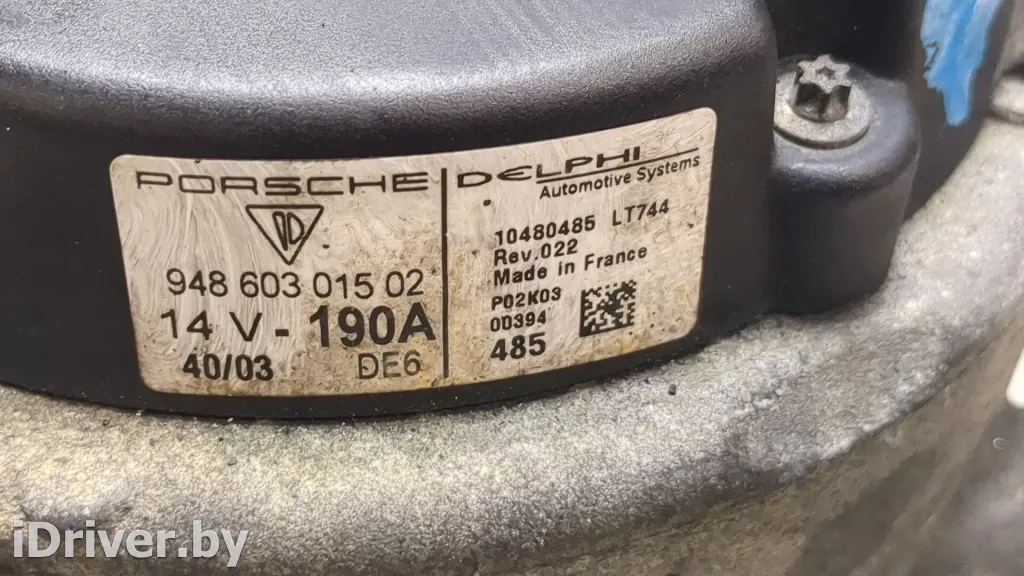 PORSCHE
948 603 015 02
14 V - 190A
40/03 DE6
DELPHI
Automotive Systems
10480485 LT744
Rev.022
Made in France
P02K03
00394
485
iDriver.by